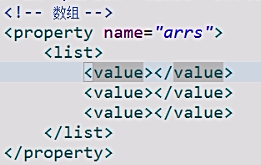 <!-- 数组 -->
<property name="arrs">
    <list>
        <value></value>
        <value></value>
        <value></value>
    </list>
</property>